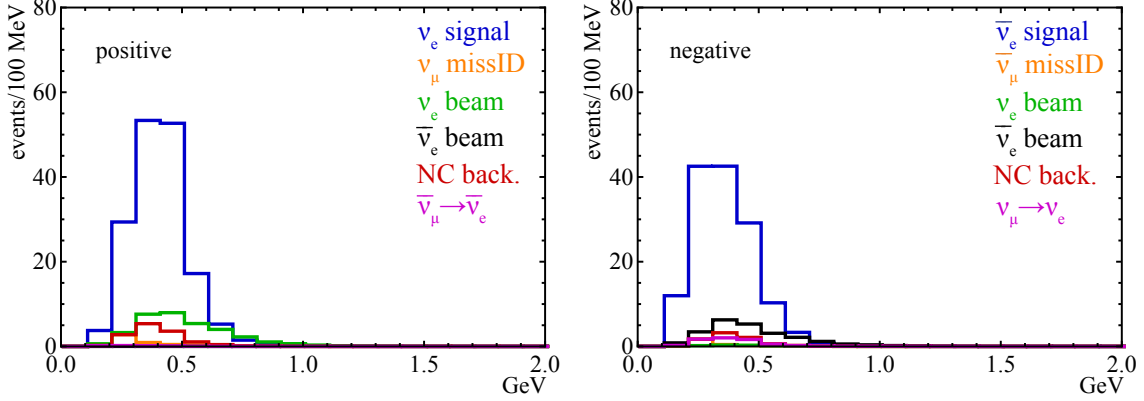 events/100 MeV
80
60
40
20
0
positive
νe signal
νμ missID
νe beam
ν̅e beam
NC back.
ν̅μ→ν̅e
0.0 0.5 1.0 1.5 2.0
GeV
events/100 MeV
80
60
40
20
0
negative
ν̅e signal
ν̅μ missID
νe beam
ν̅e beam
NC back.
νμ→νe
0.0 0.5 1.0 1.5 2.0
GeV